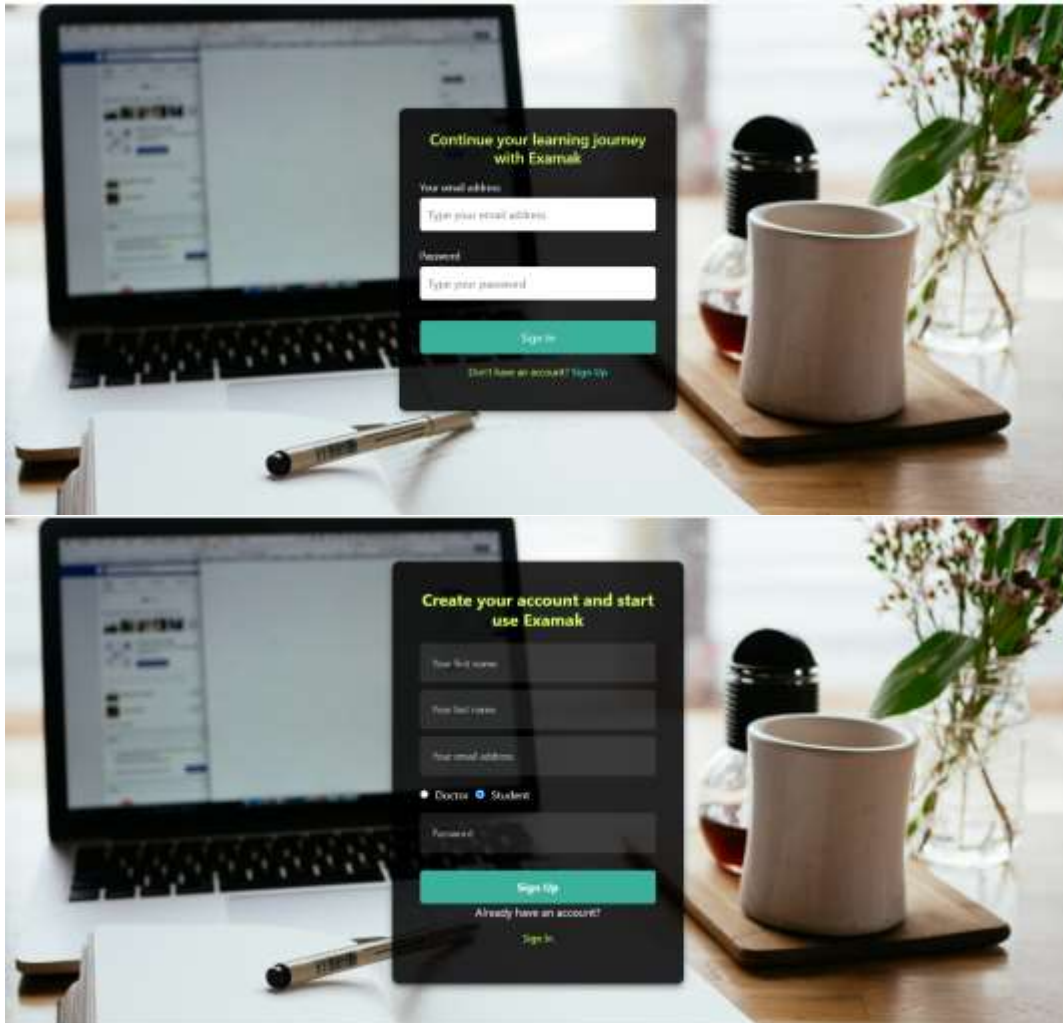 Continue your learning journey
with Examak
Your email address
Type your email address
Password
Type your password
Sign In
Don't have an account? Sign Up
Create your account and start
use Examak
Your first name
Your last name
Your email address
Doctor Student
Password
Sign Up
Already have an account?
Sign In